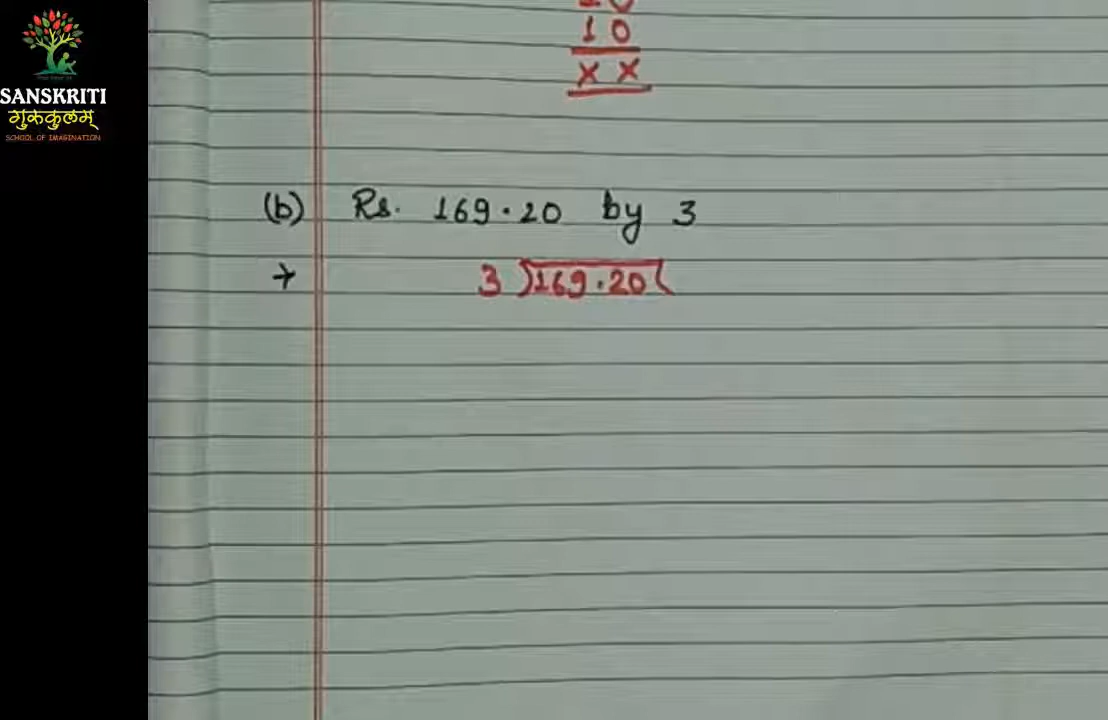 SANSKRITI
गुरुकुलम्
SCHOOL OF IMAGINATION
10
x x
(b) Rs. 169.20 by 3
→ 3)169.20(